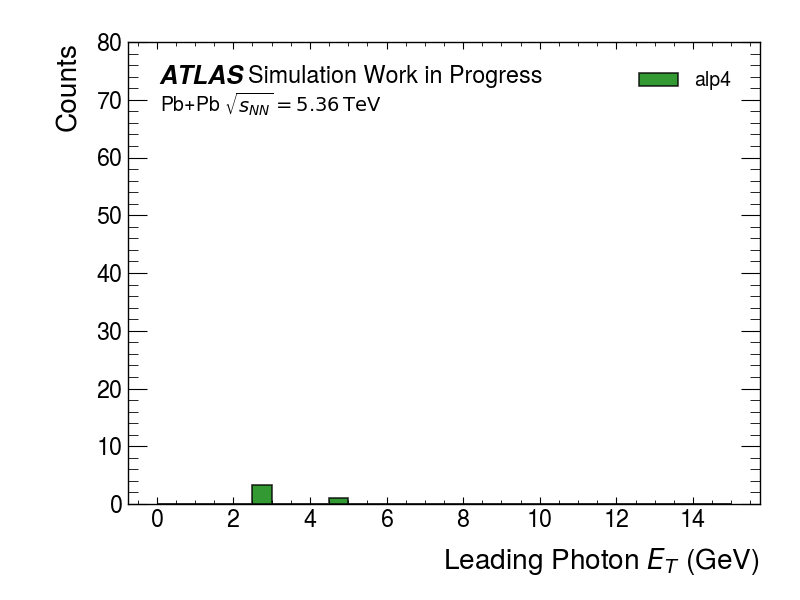 Counts
80
70
60
50
40
30
20
10
0
ATLAS Simulation Work in Progress
Pb+Pb √s_NN = 5.36 TeV
alp4
0 2 4 6 8 10 12 14
Leading Photon E_T (GeV)